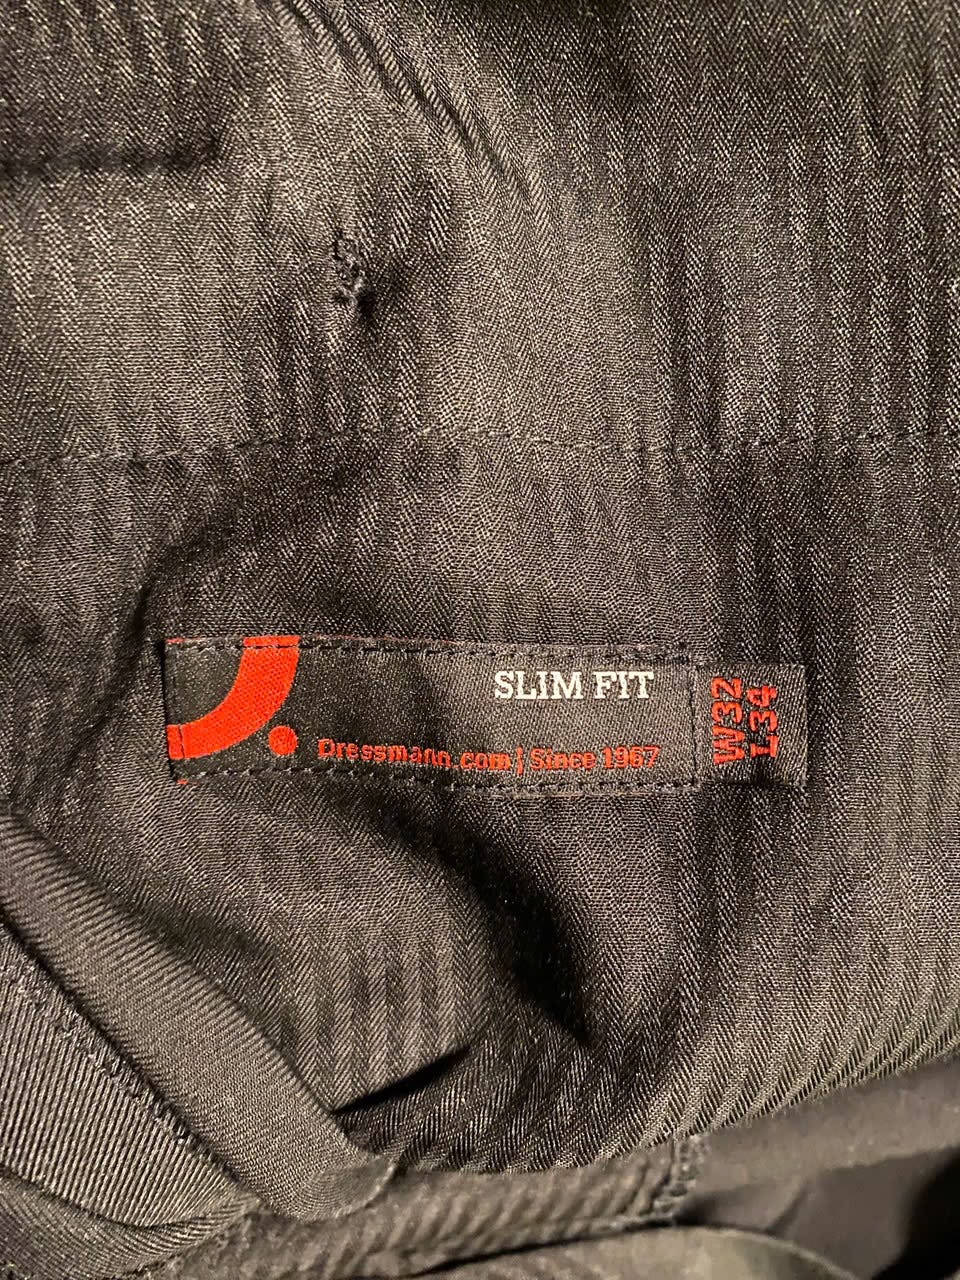 SLIM FIT
Dressmann.com | Since 1967
W32
L34